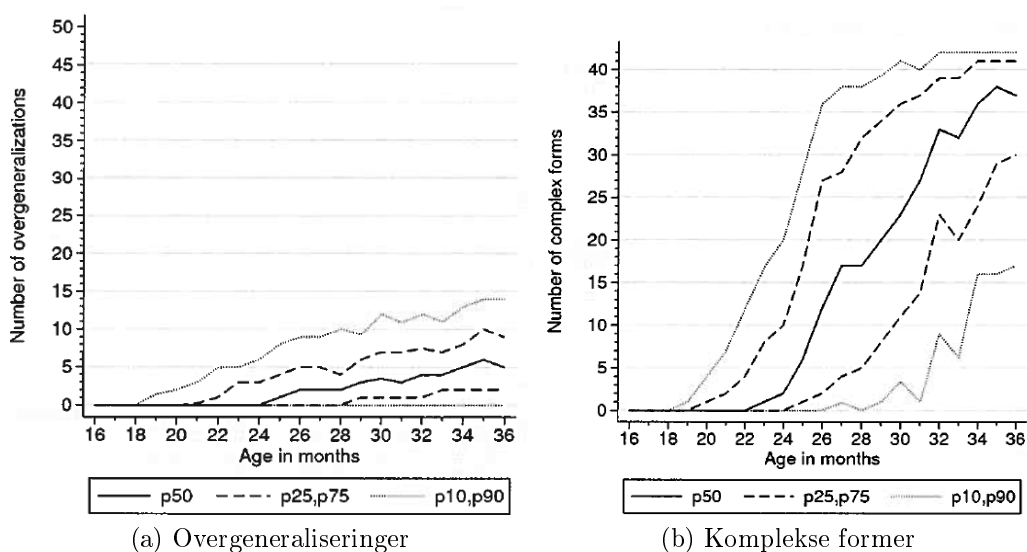 50
45
40
35
30
25
20
15
10
5
0
Number of overgeneralizations
16 18 20 22 24 26 28 30 32 34 36
Age in months
p50 p25,p75 p10,p90
(a) Overgeneraliseringer
40
35
30
25
20
15
10
5
0
Number of complex forms
16 18 20 22 24 26 28 30 32 34 36
Age in months
p50 p25,p75 p10,p90
(b) Komplekse former